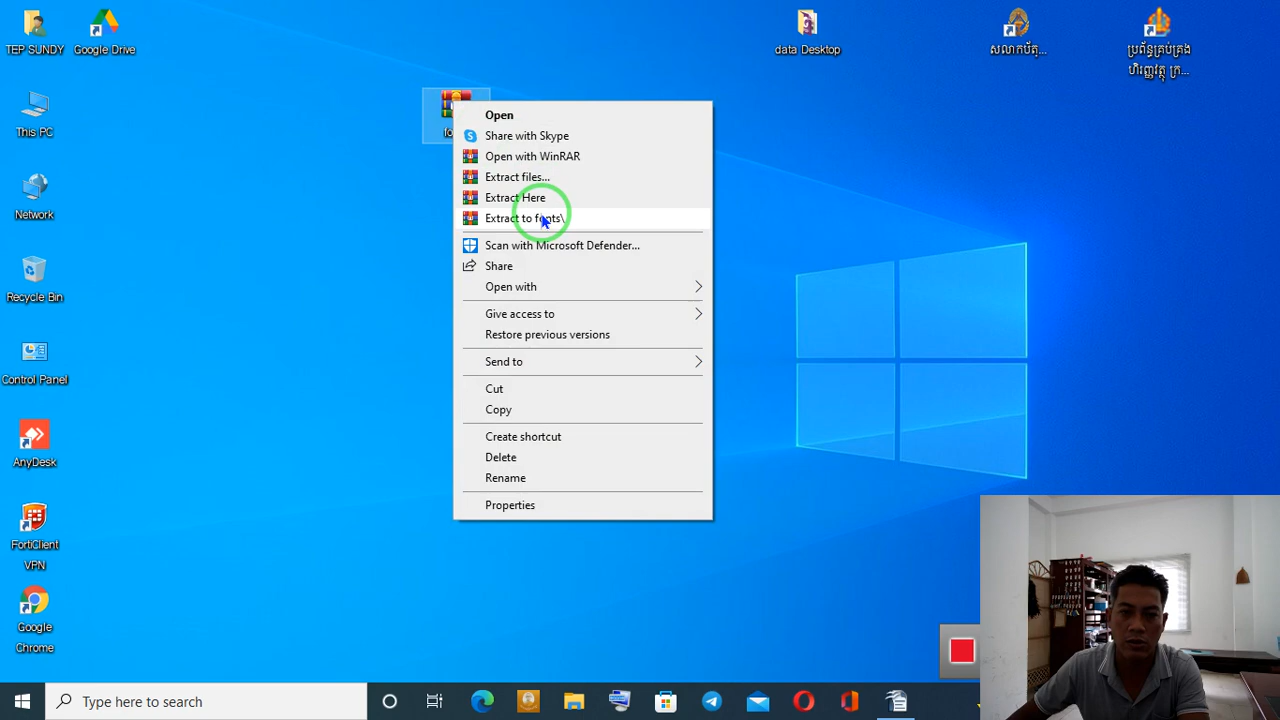 TEP SUNDY
Google Drive
data Desktop
សលាកប័ត្...
ប្រព័ន្ធគ្រប់គ្រង
ហិរញ្ញវត្ថុ ក្រ...
This PC
Network
Recycle Bin
Control Panel
AnyDesk
FortiClient
VPN
Google
Chrome
Open
Share with Skype
Open with WinRAR
Extract files...
Extract Here
Extract to fonts\
Scan with Microsoft Defender...
Share
Open with
Give access to
Restore previous versions
Send to
Cut
Copy
Create shortcut
Delete
Rename
Properties
Type here to search